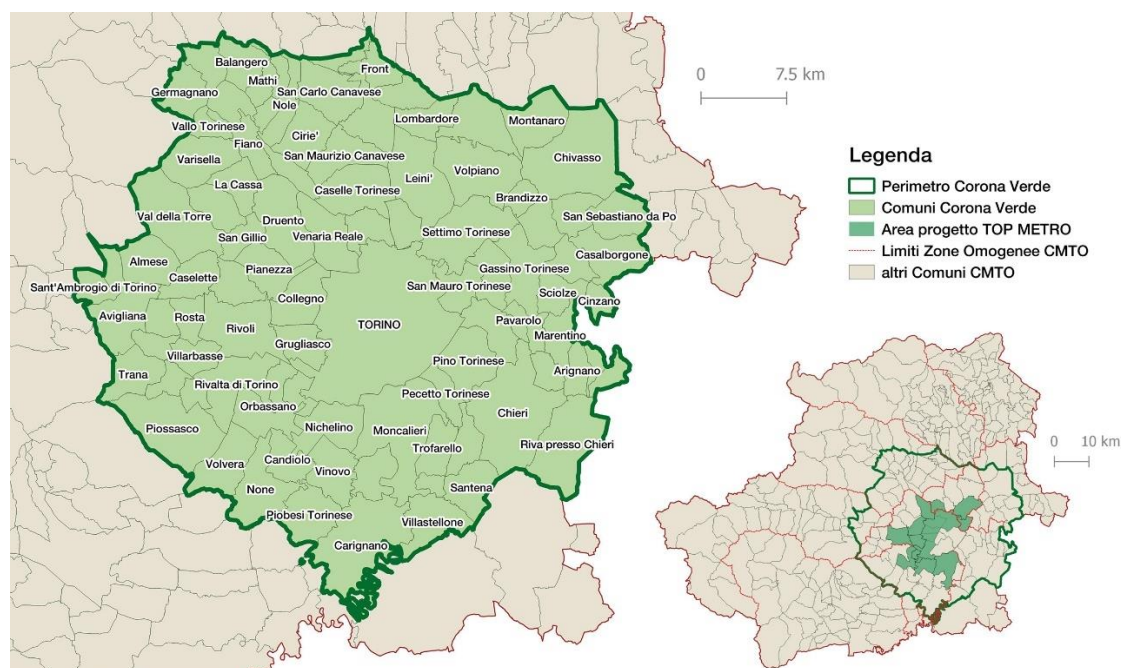 Balangero
Front
Mathi
Germagnano
San Carlo Canavese
Nole
Lombardore
Montanaro
Vallo Torinese
Cirie'
Fiano
Varisella
San Maurizio Canavese
Chivasso
Volpiano
Leini'
La Cassa
Caselle Torinese
Brandizzo
Val della Torre
Druento
San Sebastiano da Po
San Gillio
Venaria Reale
Settimo Torinese
Casalborgone
Almese
Pianezza
Gassino Torinese
Caselette
Sant'Ambrogio di Torino
San Mauro Torinese
Sciolze
Collegno
Cinzano
Avigliana
Rosta
TORINO
Pavarolo
Rivoli
Marentino
Grugliasco
Villarbasse
Pino Torinese
Trana
Arignano
Rivalta di Torino
Pecetto Torinese
Orbassano
Chieri
Piossasco
Nichelino
Moncalieri
Riva presso Chieri
Trofarello
Volvera
Candiolo
Vinovo
None
Santena
Piobesi Torinese
Villastellone
Carignano
0 7.5 km
Legenda
Perimetro Corona Verde
Comuni Corona Verde
Area progetto TOP METRO
Limiti Zone Omogenee CMTO
altri Comuni CMTO
0 10 km